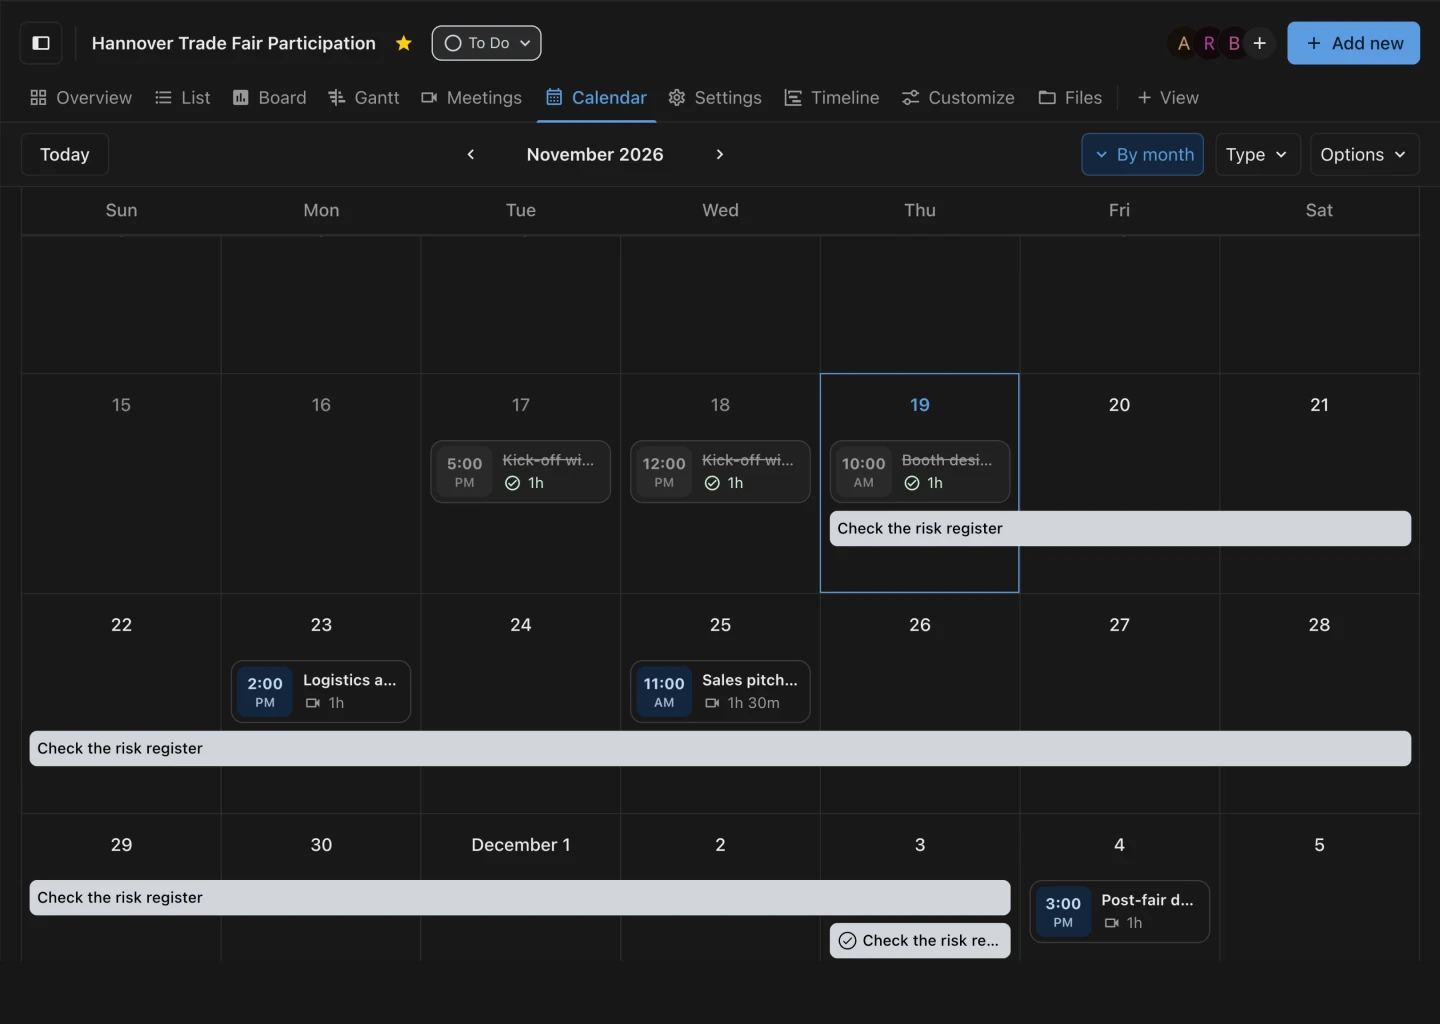 Hannover Trade Fair Participation
To Do
A R B +
+ Add new
Overview List Board Gantt Meetings Calendar Settings Timeline Customize Files + View
Today
November 2026
By month
Type
Options
Sun Mon Tue Wed Thu Fri Sat
15 16 17 18 19 20 21
5:00 PM
Kick-off wi...
1h
12:00 PM
Kick-off wi...
1h
10:00 AM
Booth desi...
1h
Check the risk register
22 23 24 25 26 27 28
2:00 PM
Logistics a...
1h
11:00 AM
Sales pitch...
1h 30m
Check the risk register
29 30 December 1 2 3 4 5
Check the risk register
3:00 PM
Post-fair d...
1h
Check the risk re...